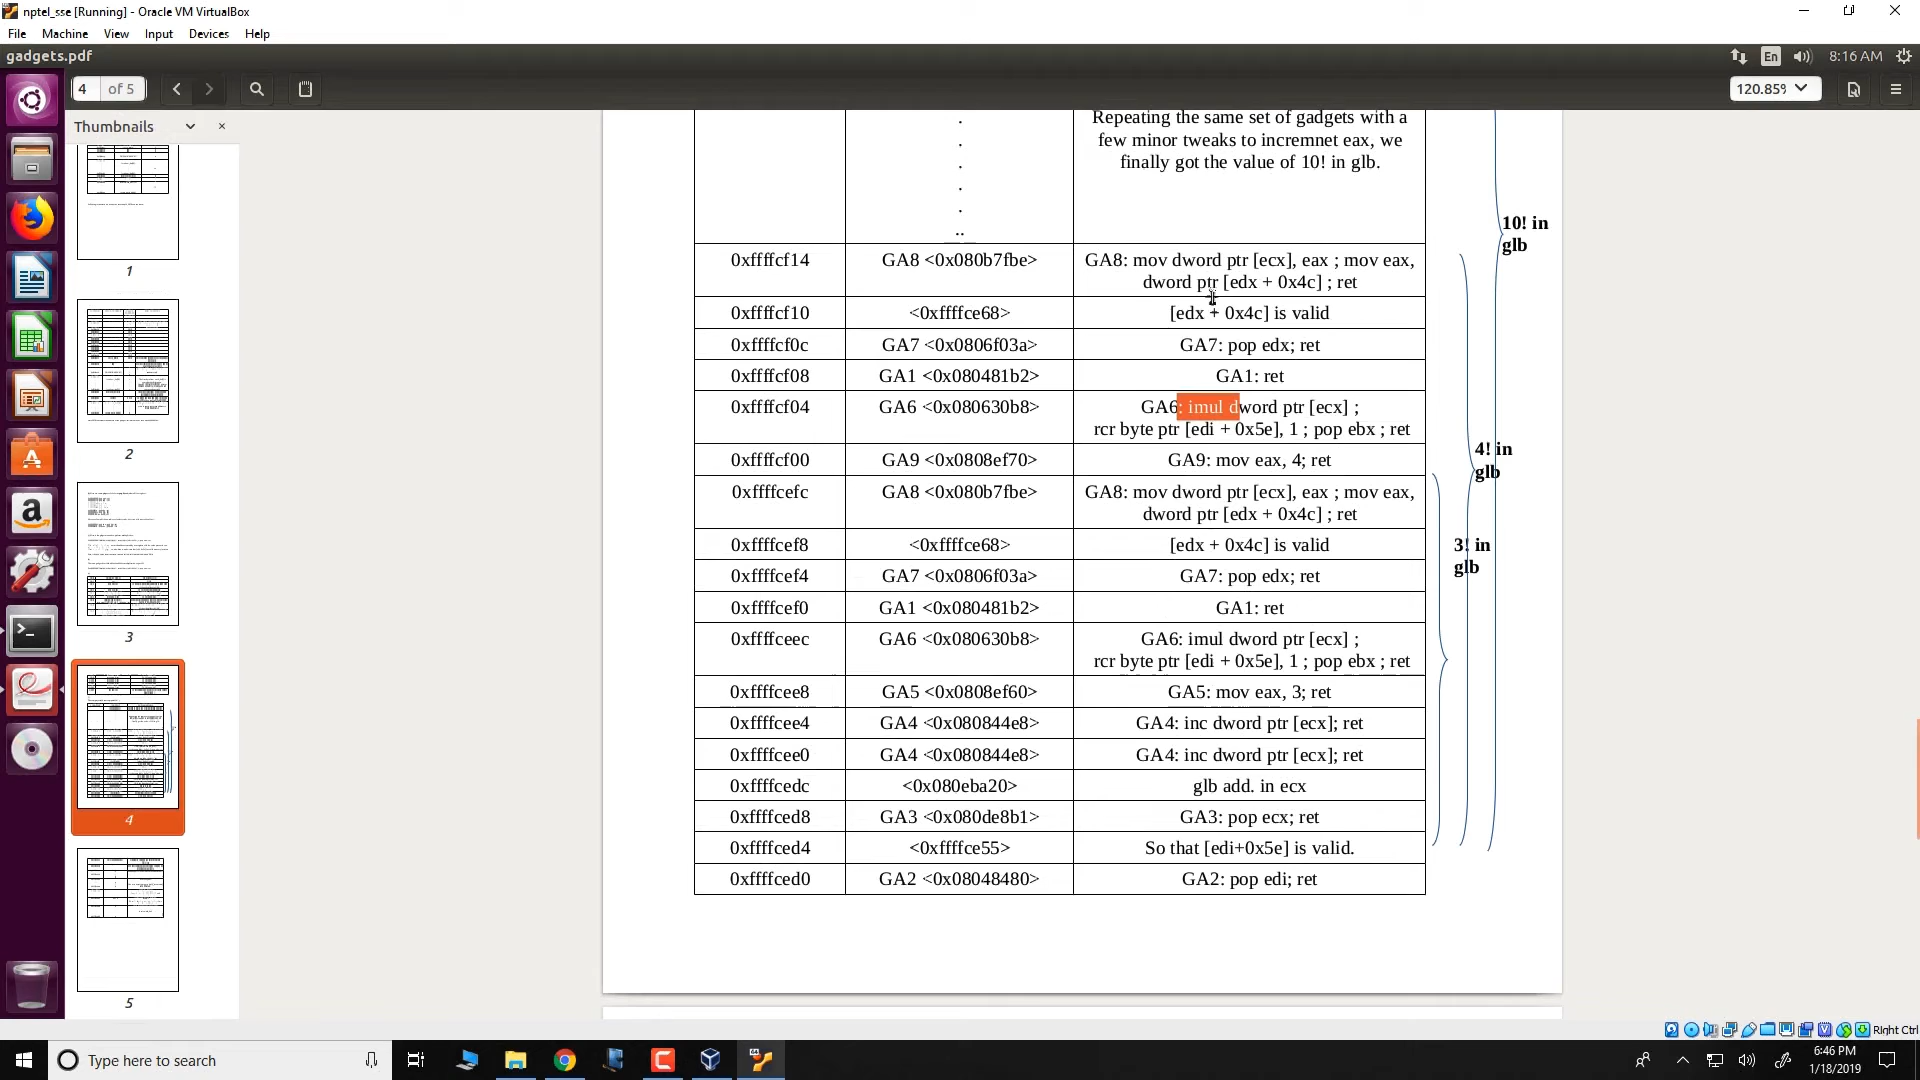 nptel_sse [Running] - Oracle VM VirtualBox
File Machine View Input Devices Help
gadgets.pdf
En 8:16 AM
4 of 5
120.85%
Thumbnails
1
2
3
4
5
Repeating the same set of gadgets with a
few minor tweaks to incremnet eax, we
finally got the value of 10! in glb.
.
.
.
.
.
..
0xffffcf14 GA8 <0x080b7fbe> GA8: mov dword ptr [ecx], eax ; mov eax,
dword ptr [edx + 0x4c] ; ret
0xffffcf10 <0xffffce68> [edx + 0x4c] is valid
0xffffcf0c GA7 <0x0806f03a> GA7: pop edx; ret
0xffffcf08 GA1 <0x080481b2> GA1: ret
0xffffcf04 GA6 <0x080630b8> GA6: imul dword ptr [ecx] ;
rcr byte ptr [edi + 0x5e], 1 ; pop ebx ; ret
0xffffcf00 GA9 <0x0808ef70> GA9: mov eax, 4; ret
0xffffcefc GA8 <0x080b7fbe> GA8: mov dword ptr [ecx], eax ; mov eax,
dword ptr [edx + 0x4c] ; ret
0xffffcef8 <0xffffce68> [edx + 0x4c] is valid
0xffffcef4 GA7 <0x0806f03a> GA7: pop edx; ret
0xffffcef0 GA1 <0x080481b2> GA1: ret
0xffffceec GA6 <0x080630b8> GA6: imul dword ptr [ecx] ;
rcr byte ptr [edi + 0x5e], 1 ; pop ebx ; ret
0xffffcee8 GA5 <0x0808ef60> GA5: mov eax, 3; ret
0xffffcee4 GA4 <0x080844e8> GA4: inc dword ptr [ecx]; ret
0xffffcee0 GA4 <0x080844e8> GA4: inc dword ptr [ecx]; ret
0xffffcedc <0x080eba20> glb add. in ecx
0xffffced8 GA3 <0x080de8b1> GA3: pop ecx; ret
0xffffced4 <0xffffce55> So that [edi+0x5e] is valid.
0xffffced0 GA2 <0x08048480> GA2: pop edi; ret
10! in
glb
4! in
glb
3! in
glb
Right Ctrl
Type here to search
6:46 PM
1/18/2019